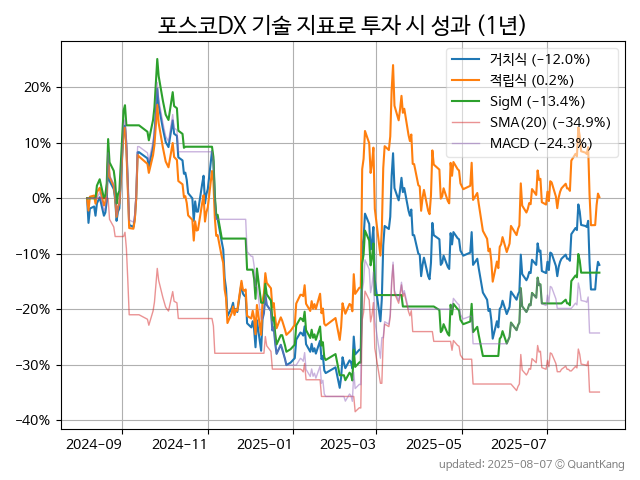 포스코DX 기술 지표로 투자 시 성과 (1년)
거치식 (−12.0%)
적립식 (0.2%)
SigM (−13.4%)
SMA(20) (−34.9%)
MACD (−24.3%)
20%
10%
0%
−10%
−20%
−30%
−40%
2024-09 2024-11 2025-01 2025-03 2025-05 2025-07
updated: 2025-08-07 © QuantKang